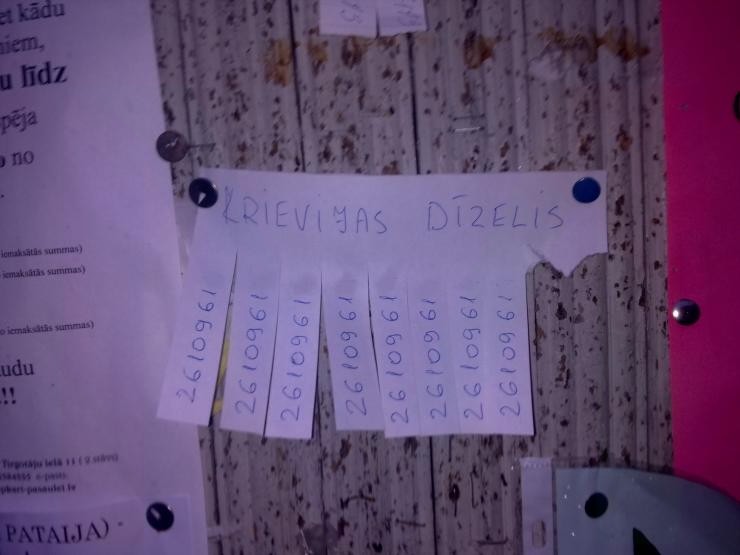 et kādu
niem,
u līdz
pēja
o no
iemaksātās summas)
iemaksātās summas)
o iemaksātās summas)
udu
!!!
Tirgotāju ielā 11 ( 2.stāvs)
PATAIJA) -
KRIEVIJAS DĪZELIS
2610961
2610961
2610961
2610961
2610961
2610961
2610961
2610961